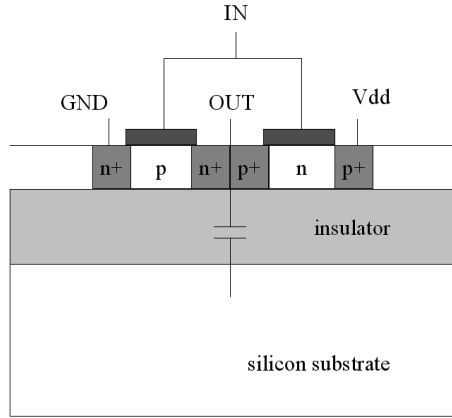 IN
GND OUT Vdd
n+ p n+ p+ n p+
insulator
silicon substrate